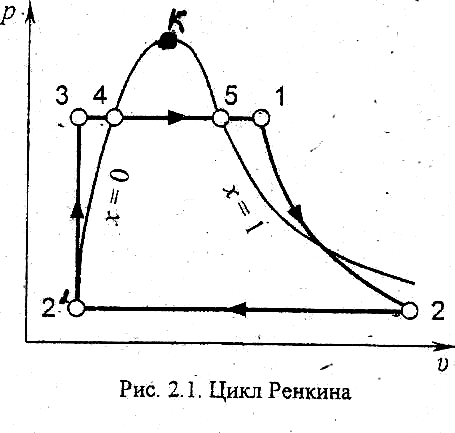 p
к
3 4 5 1
x=0
x=1
2' 2
υ
Рис. 2.1. Цикл Ренкина